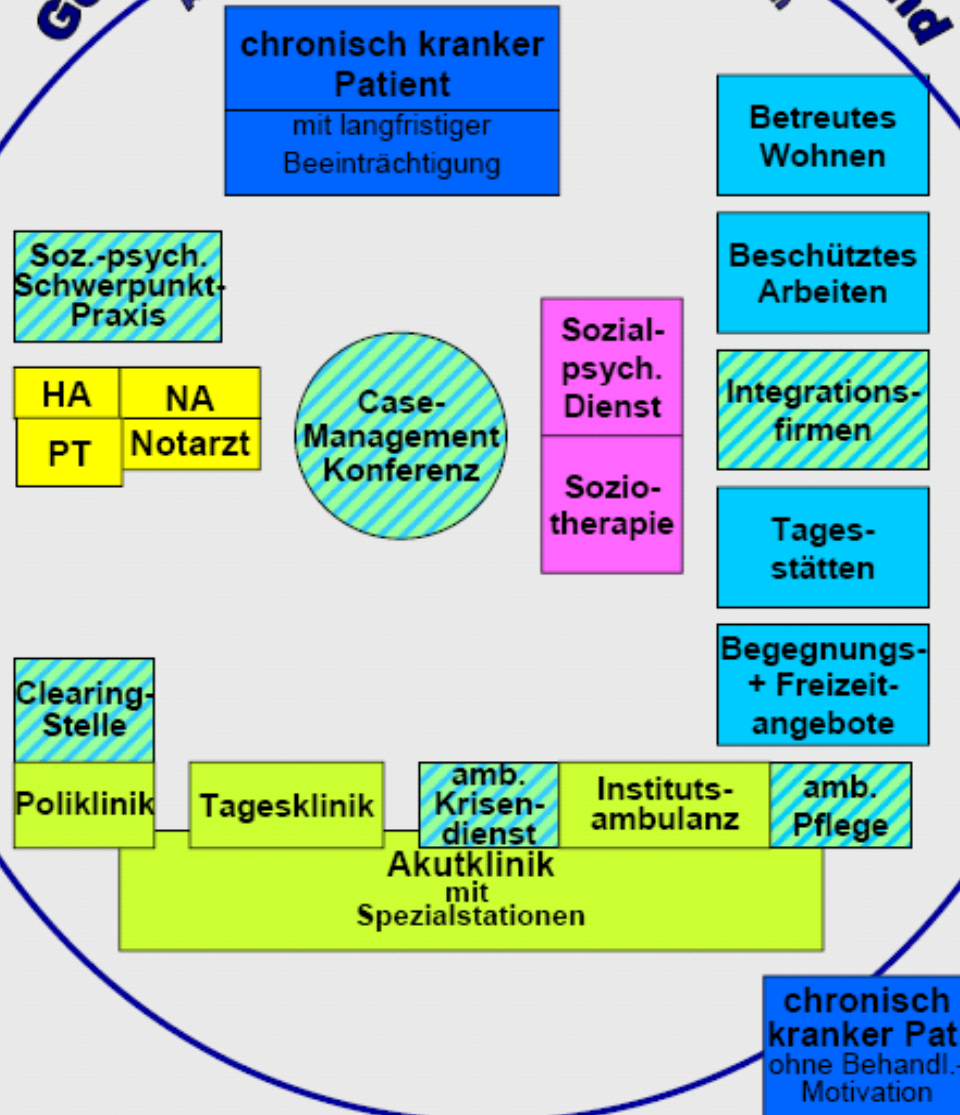 chronisch kranker
Patient
mit langfristiger
Beeinträchtigung
Betreutes
Wohnen
Beschütztes
Arbeiten
Soz.-psych.
Schwerpunkt-
Praxis
HA
NA
PT
Notarzt
Case-
Management
Konferenz
Sozial-
psych.
Dienst
Sozio-
therapie
Integrations-
firmen
Tages-
stätten
Begegnungs-
+ Freizeit-
angebote
Clearing-
Stelle
Poliklinik
Tagesklinik
amb.
Krisen-
dienst
Instituts-
ambulanz
amb.
Pflege
Akutklinik
mit
Spezialstationen
chronisch
kranker Pat.
ohne Behandl.-
Motivation